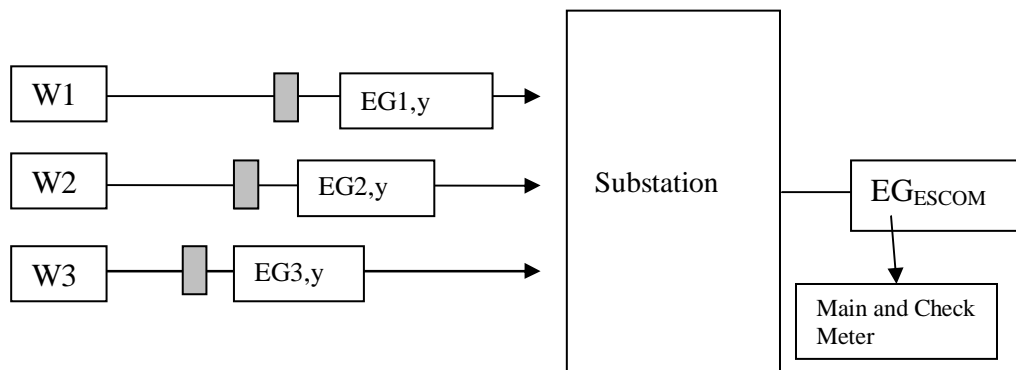 W1
EG1,y
W2
EG2,y
Substation
EGESCOM
W3
EG3,y
Main and Check
Meter